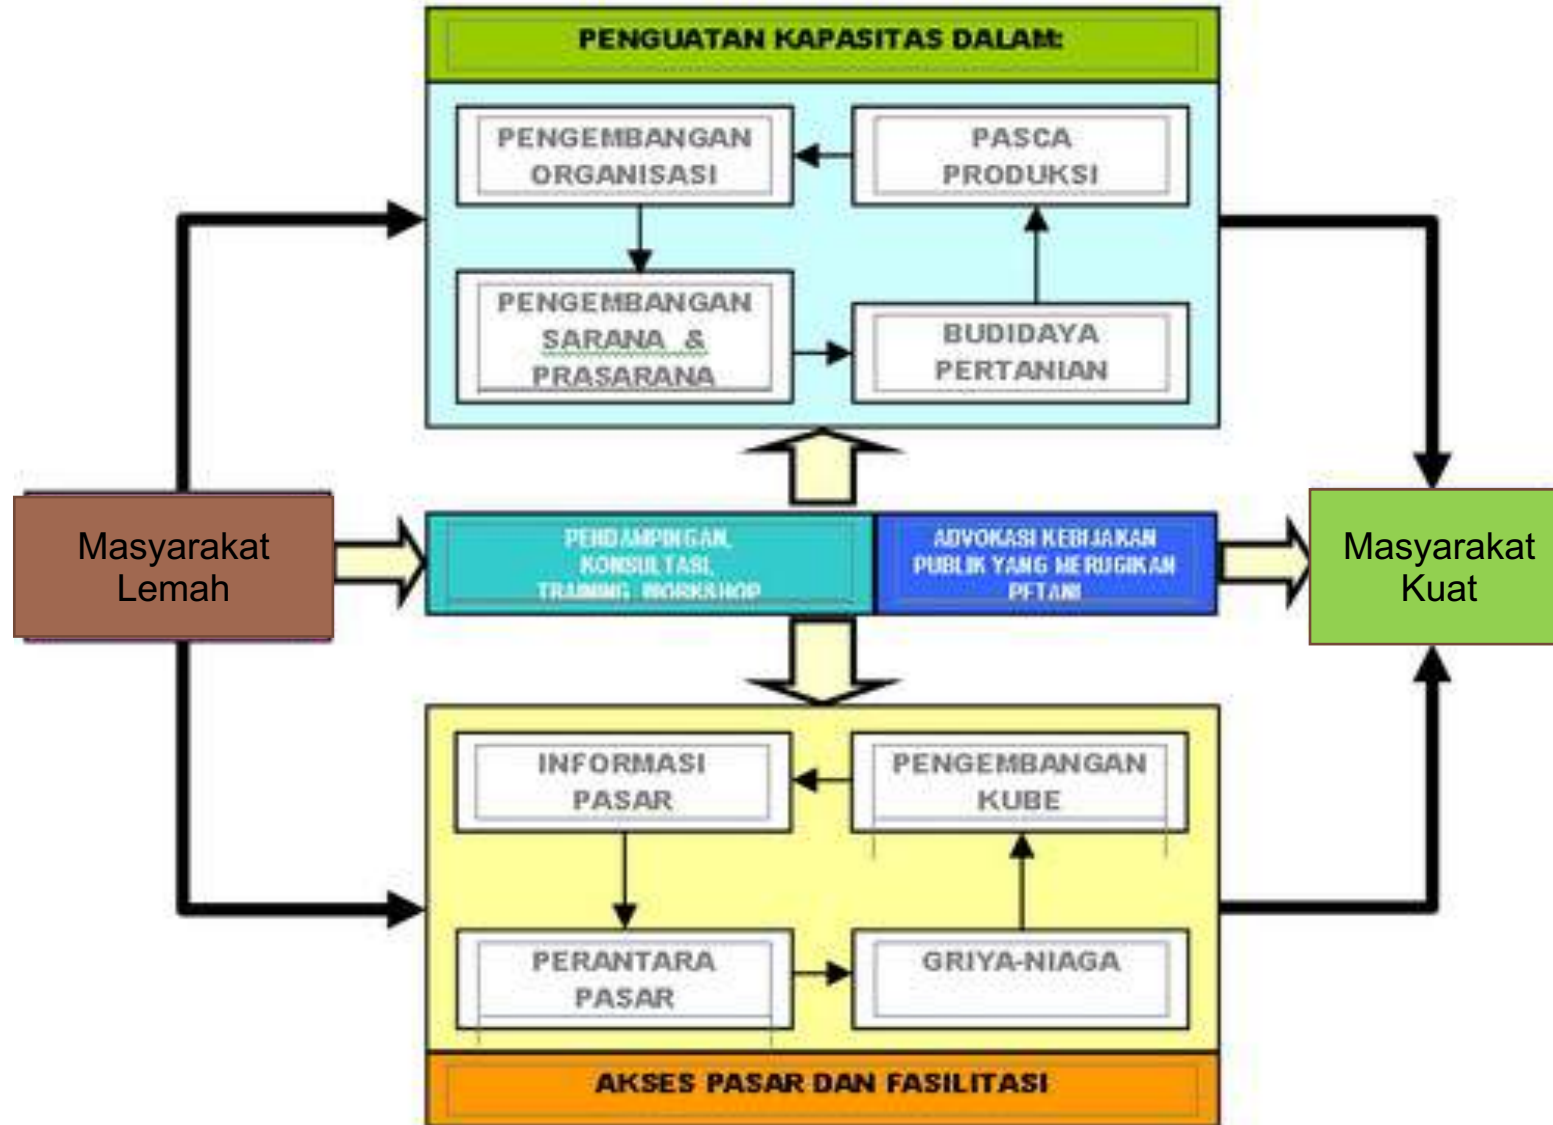 PENGUATAN KAPASITAS DALAM:
PENGEMBANGAN
ORGANISASI
PASCA
PRODUKSI
PENGEMBANGAN
SARANA &
PRASARANA
BUDIDAYA
PERTANIAN
Masyarakat
Lemah
PENDAMPINGAN,
KONSULTASI,
TRAINING, WORKSHOP
ADVOKASI KEBIJAKAN
PUBLIK YANG MERUGIKAN
PETANI
Masyarakat
Kuat
INFORMASI
PASAR
PENGEMBANGAN
KUBE
PERANTARA
PASAR
GRIYA-NIAGA
AKSES PASAR DAN FASILITASI